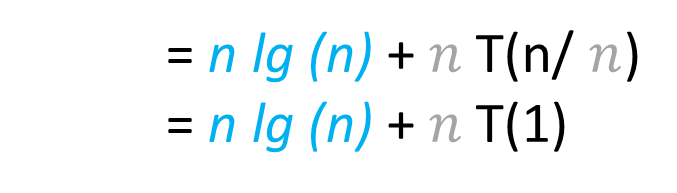 = n lg (n) + n T(n/ n)
= n lg (n) + n T(1)